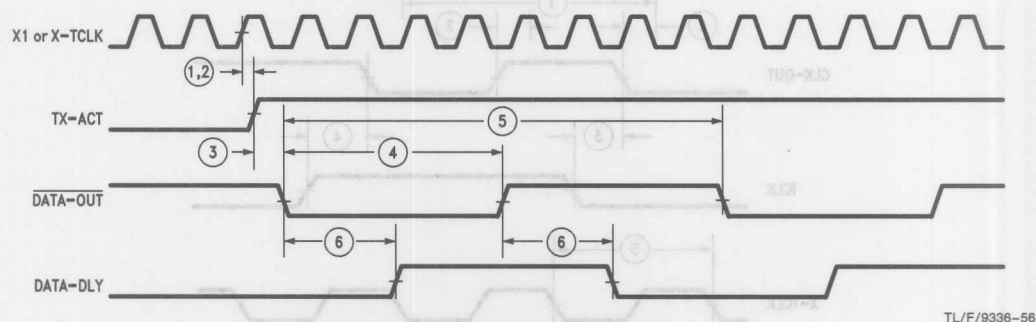 X1 or X-TCLK
1,2
TX-ACT
5
3
4
DATA-OUT
6
6
DATA-DLY
TL/F/9336-56